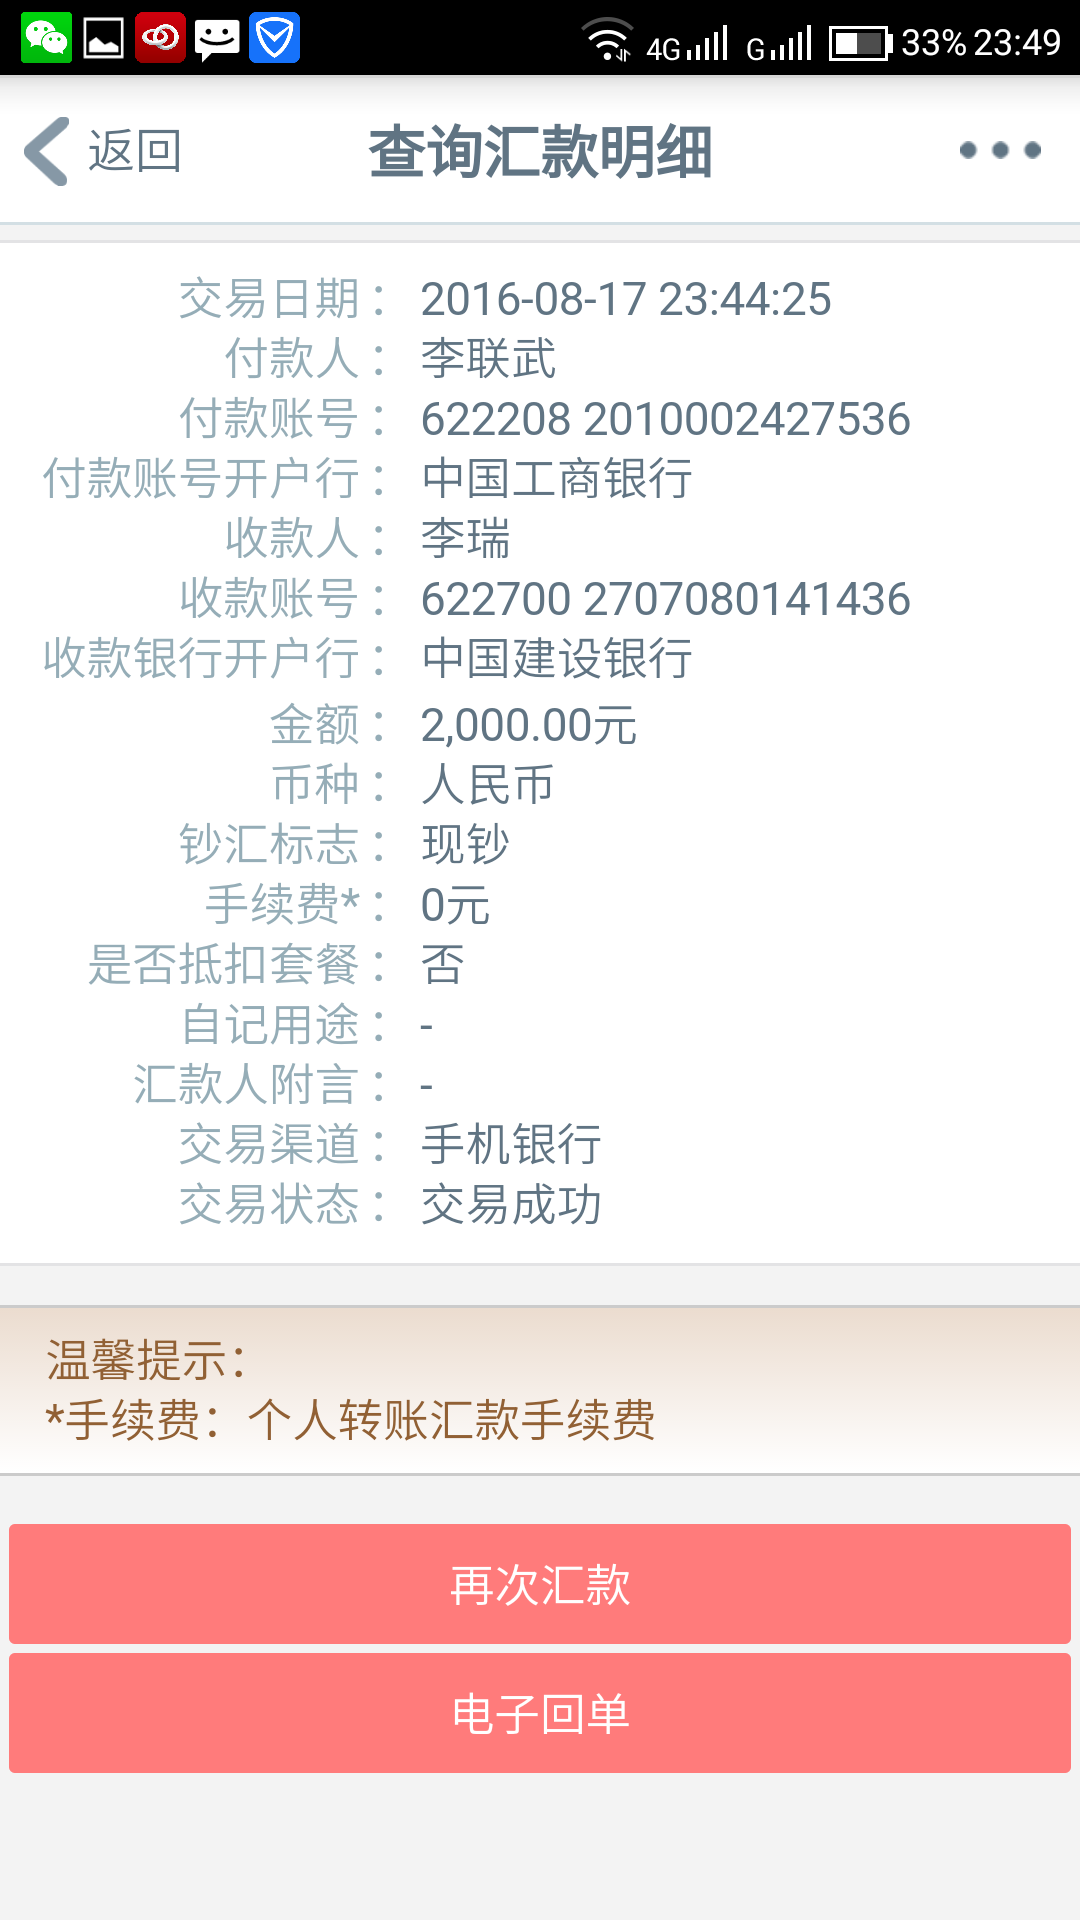 4G G 33% 23:49
返回 查询汇款明细
交易日期： 2016-08-17 23:44:25
付款人： 李联武
付款账号： 622208 2010002427536
付款账号开户行： 中国工商银行
收款人： 李瑞
收款账号： 622700 2707080141436
收款银行开户行： 中国建设银行
金额： 2,000.00元
币种： 人民币
钞汇标志： 现钞
手续费*： 0元
是否抵扣套餐： 否
自记用途： -
汇款人附言： -
交易渠道： 手机银行
交易状态： 交易成功
温馨提示：
*手续费：个人转账汇款手续费
再次汇款
电子回单